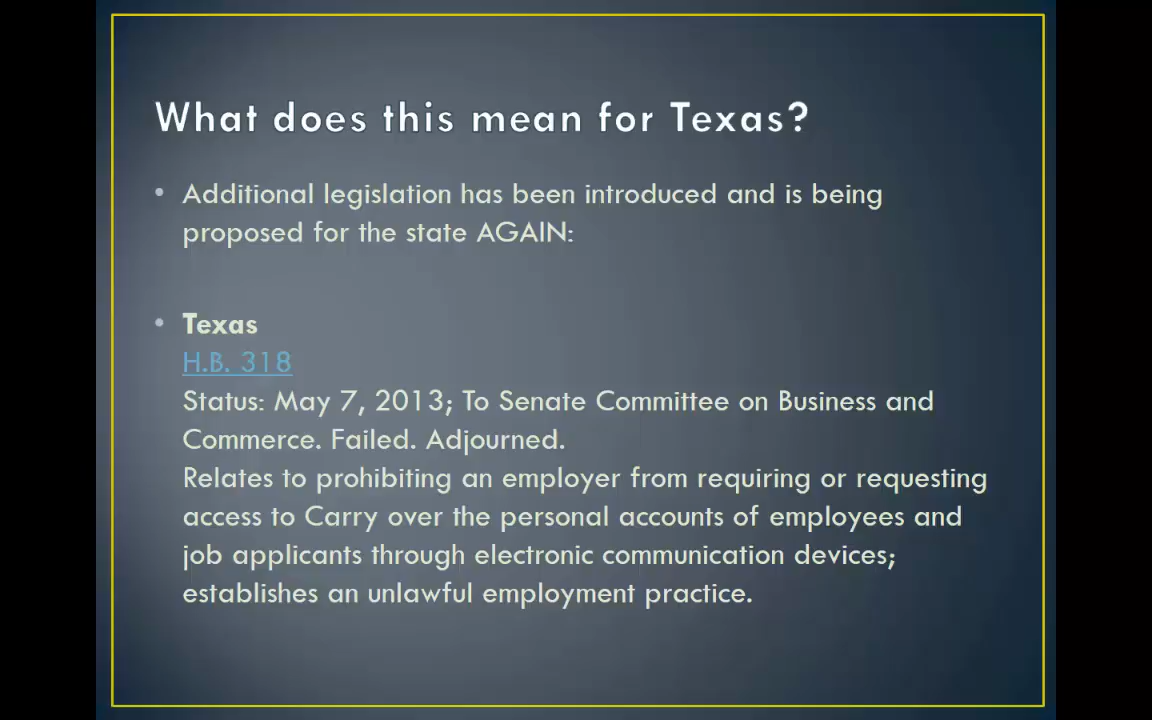 What does this mean for Texas?
• Additional legislation has been introduced and is being
proposed for the state AGAIN:
• Texas
H.B. 318
Status: May 7, 2013; To Senate Committee on Business and
Commerce. Failed. Adjourned.
Relates to prohibiting an employer from requiring or requesting
access to Carry over the personal accounts of employees and
job applicants through electronic communication devices;
establishes an unlawful employment practice.